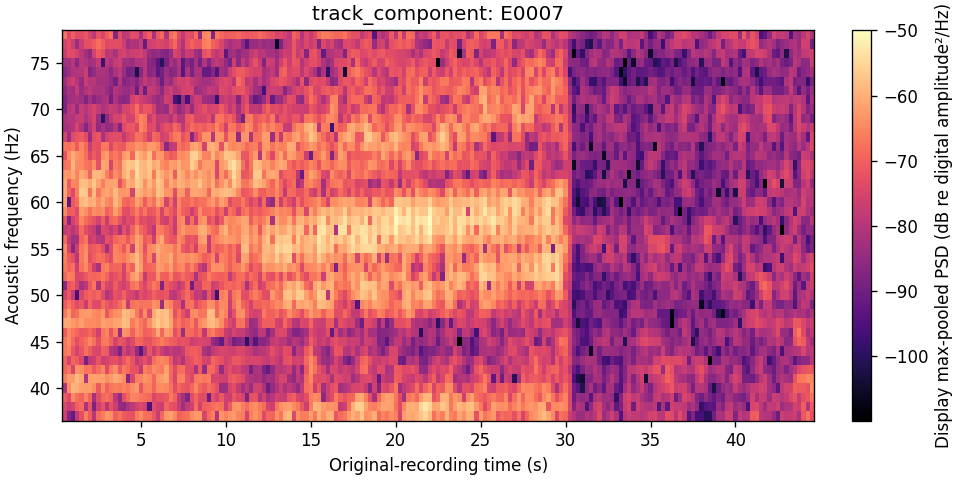 track_component: E0007
Acoustic frequency (Hz)
75
70
65
60
55
50
45
40
5 10 15 20 25 30 35 40
Original-recording time (s)
−50
−60
−70
−80
−90
−100
Display max-pooled PSD (dB re digital amplitude²/Hz)